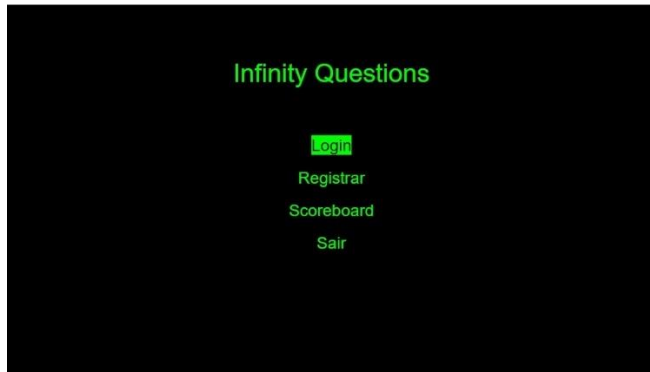 Infinity Questions
Login
Registrar
Scoreboard
Sair